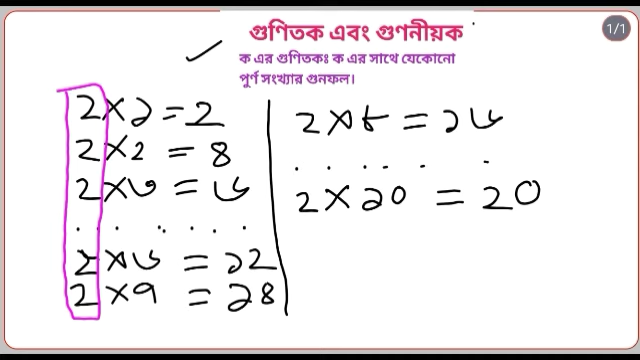 গুণিতক এবং গুণনীয়ক
1/1
ক এর গুণিতকঃ ক এর সাথে যেকোনো
পুর্ণ সংখ্যার গুনফল।
২×১=২
২×২=৪
২×৩=৬
. . . . . .
২×৬=১২
২×৭=১৪
২×৮=১৬
. . . . . .
২×১০=২০